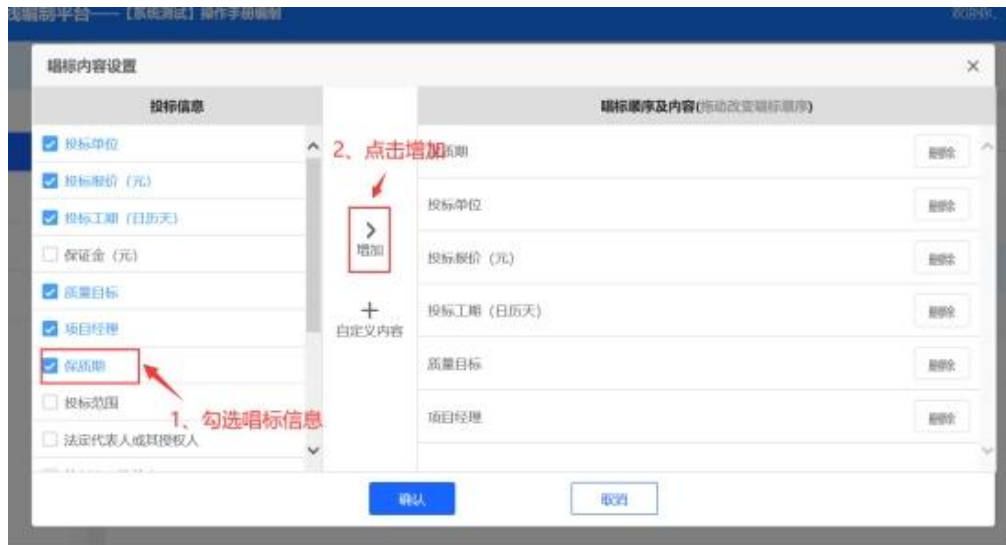 线编制平台——【系统测试】操作手册编制
欢迎您,
唱标内容设置
投标信息
唱标顺序及内容(拖动改变唱标顺序)
投标单位
投标报价（元）
投标工期（日历天）
保证金（元）
质量目标
项目经理
保质期
投标范围
法定代表人或其授权人
2、点击增加
增加
自定义内容
1、勾选唱标信息
质期
删除
投标单位
删除
投标报价（元）
删除
投标工期（日历天）
删除
质量目标
删除
项目经理
删除
确认
取消